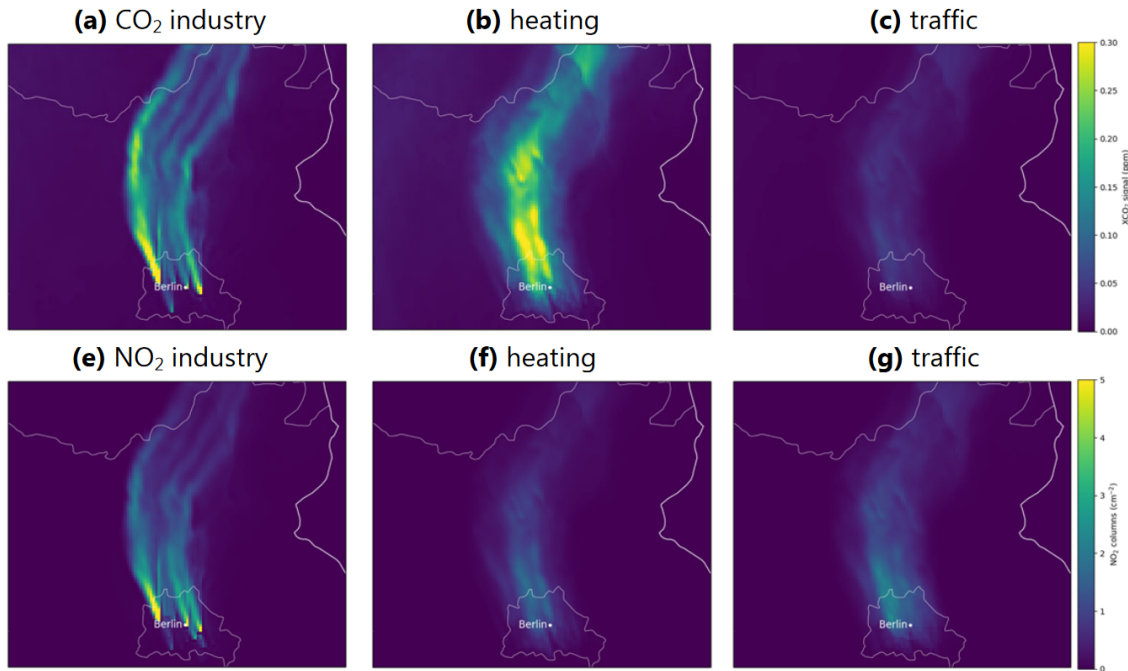 (a) CO₂ industry
(b) heating
(c) traffic
Berlin
Berlin
Berlin
0.30
0.25
0.20
0.15
0.10
0.05
0.00
XCO₂ signal (ppm)
(e) NO₂ industry
(f) heating
(g) traffic
Berlin
Berlin
Berlin
5
4
3
2
1
0
NO₂ columns (cm⁻²)